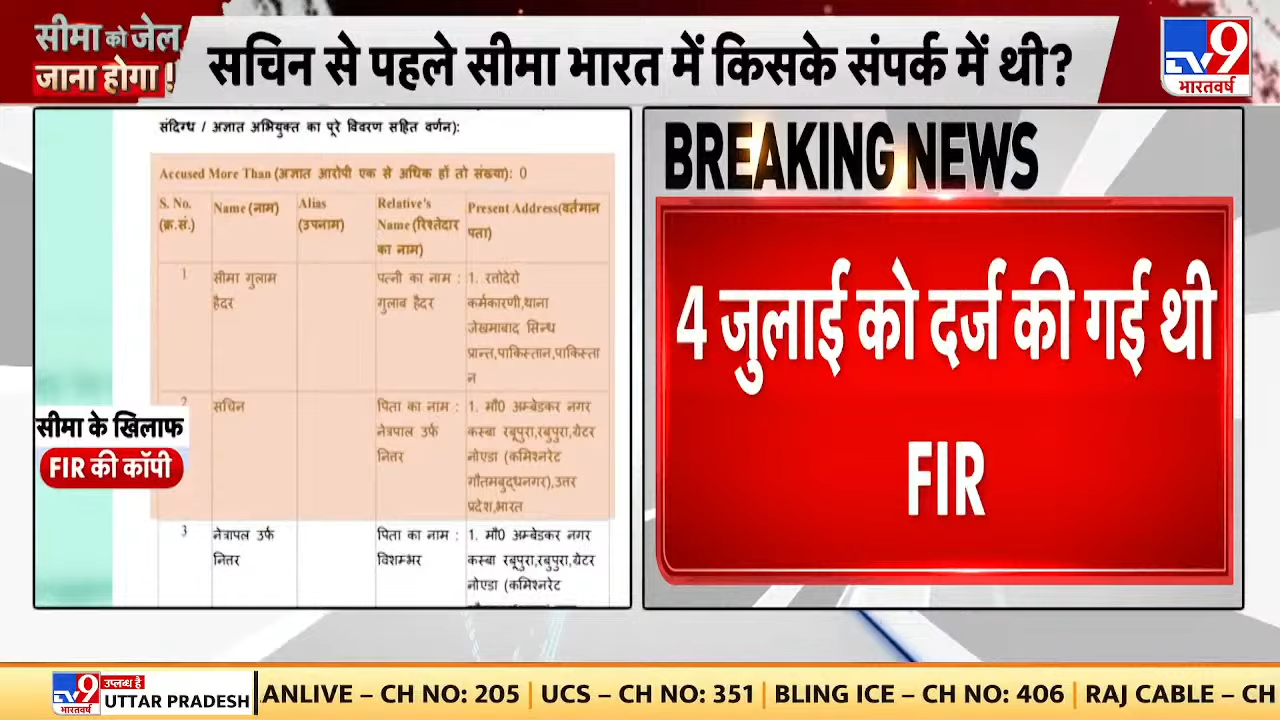 सीमा को जेल
जाना होगा !
सचिन से पहले सीमा भारत में किसके संपर्क में थी?
TV9
भारतवर्ष
संदिग्ध / अज्ञात अभियुक्त का पूरे विवरण सहित वर्णन):
Accused More Than (अज्ञात आरोपी एक से अधिक हों तो संख्या): 0
S. No. (क्र.सं.) Name (नाम) Alias (उपनाम) Relative's Name (रिश्तेदार का नाम) Present Address(वर्तमान पता)
1 सीमा गुलाम हैदर पत्नी का नाम : गुलाब हैदर 1. रतोदेरो कर्मकारणी,थाना जेखमाबाद सिन्ध प्रान्त,पाकिस्तान,पाकिस्तान
2 सचिन पिता का नाम : नेत्रपाल उर्फ नितर 1. मौ0 अम्बेडकर नगर कस्बा रबूपुरा,रबुपुरा,ग्रेटर नोएडा (कमिश्नरेट गौतमबुद्धनगर),उत्तर प्रदेश,भारत
3 नेत्रापल उर्फ नितर पिता का नाम : विशम्भर 1. मौ0 अम्बेडकर नगर कस्बा रबूपुरा,रबुपुरा,ग्रेटर नोएडा (कमिश्नरेट
सीमा के खिलाफ
FIR की कॉपी
BREAKING NEWS
4 जुलाई को दर्ज की गई थी
FIR
TV9
भारतवर्ष
उपलब्ध है
UTTAR PRADESH
ANLIVE – CH NO: 205 | UCS – CH NO: 351 | BLING ICE – CH NO: 406 | RAJ CABLE – CH